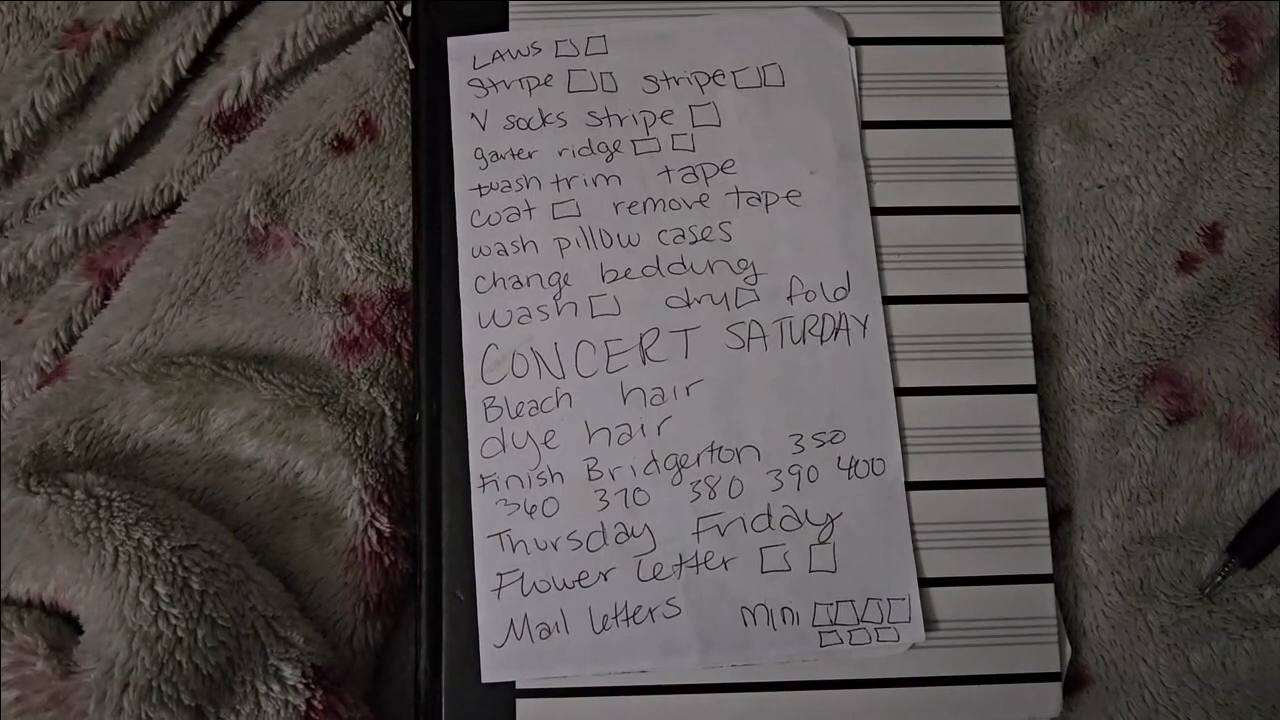 LAWS □ □
Stripe □□ stripe □□
V socks stripe □
garter ridge □ □
wash trim tape
coat □ remove tape
wash pillow cases
change bedding
wash □ dry □ fold
CONCERT SATURDAY
Bleach hair
dye hair
Finish Bridgerton 350
360 370 380 390 400
Thursday Friday
Flower letter □ □
Mail letters mini □□□□
□□□